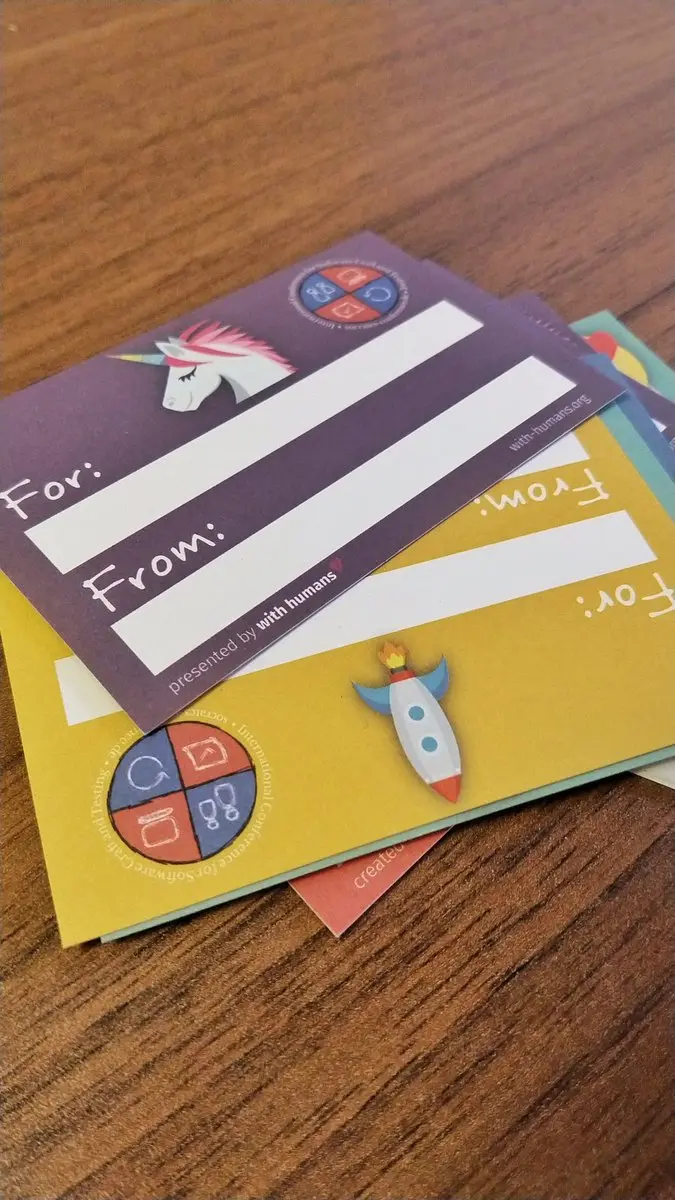 For:
From:
presented by with humans
with-humans.org
From:
For:
International Conference for Software Craft and Testing • socrates
created